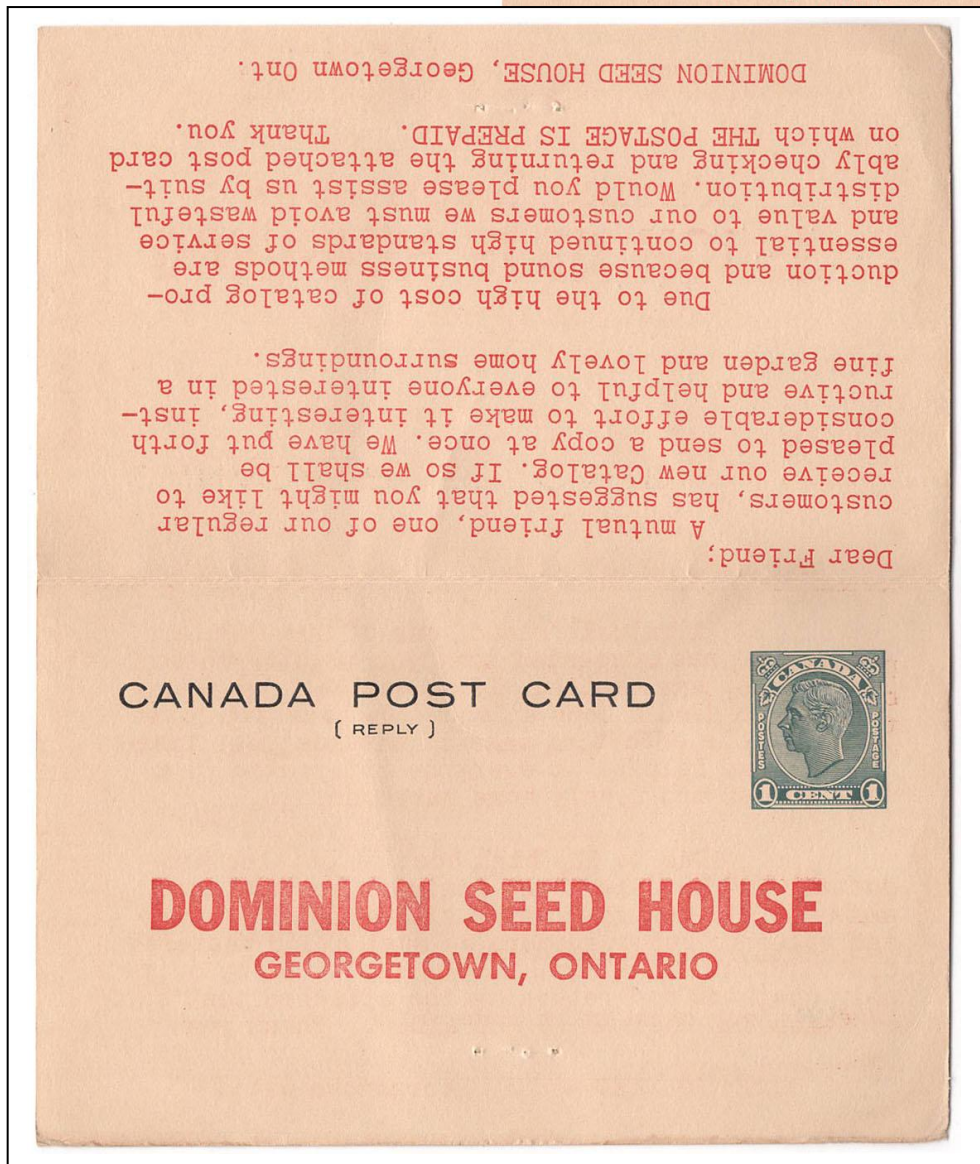 Dear Friend;
A mutual friend, one of our regular
customers, has suggested that you might like to
receive our new Catalog. If so we shall be
pleased to send a copy at once. We have put forth
considerable effort to make it interesting, inst-
ructive and helpful to everyone interested in a
fine garden and lovely home surroundings.
Due to the high cost of catalog pro-
duction and because sound business methods are
essential to continued high standards of service
and value to our customers we must avoid wasteful
distribution. Would you please assist us by suit-
ably checking and returning the attached post card
on which THE POSTAGE IS PREPAID. Thank you.
DOMINION SEED HOUSE, Georgetown Ont.
CANADA POST CARD
( REPLY )
CANADA
POSTES
POSTAGE
1 CENT 1
DOMINION SEED HOUSE
GEORGETOWN, ONTARIO